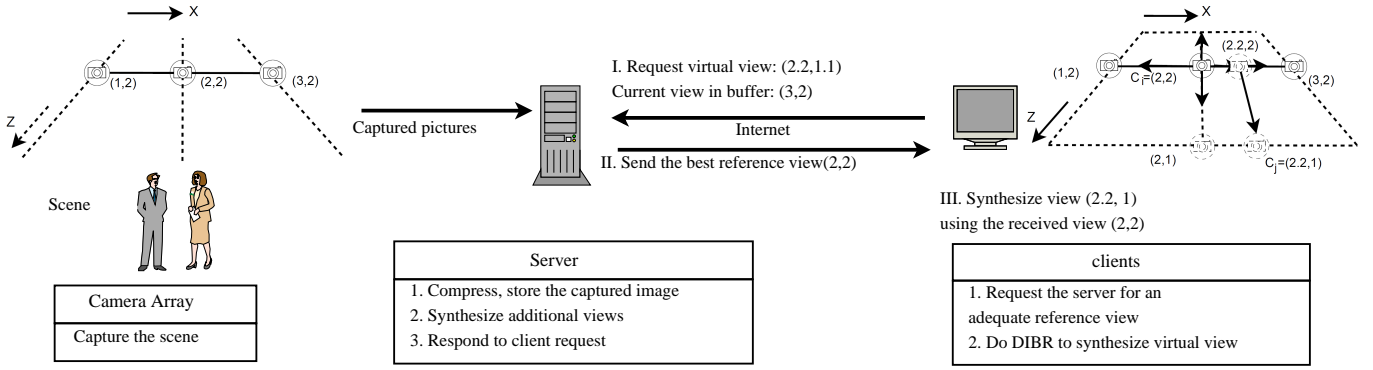 X
(1,2)
(2,2)
(3,2)
Z
Scene
Camera Array
Capture the scene
Captured pictures
I. Request virtual view: (2.2,1.1)
Current view in buffer: (3,2)
Internet
II. Send the best reference view(2,2)
Server
1. Compress, store the captured image
2. Synthesize additional views
3. Respond to client request
X
(2.2,2)
(1,2)
Ci=(2,2)
(3,2)
Z
(2,1)
Cj=(2.2,1)
III. Synthesize view (2.2, 1)
using the received view (2,2)
clients
1. Request the server for an
adequate reference view
2. Do DIBR to synthesize virtual view